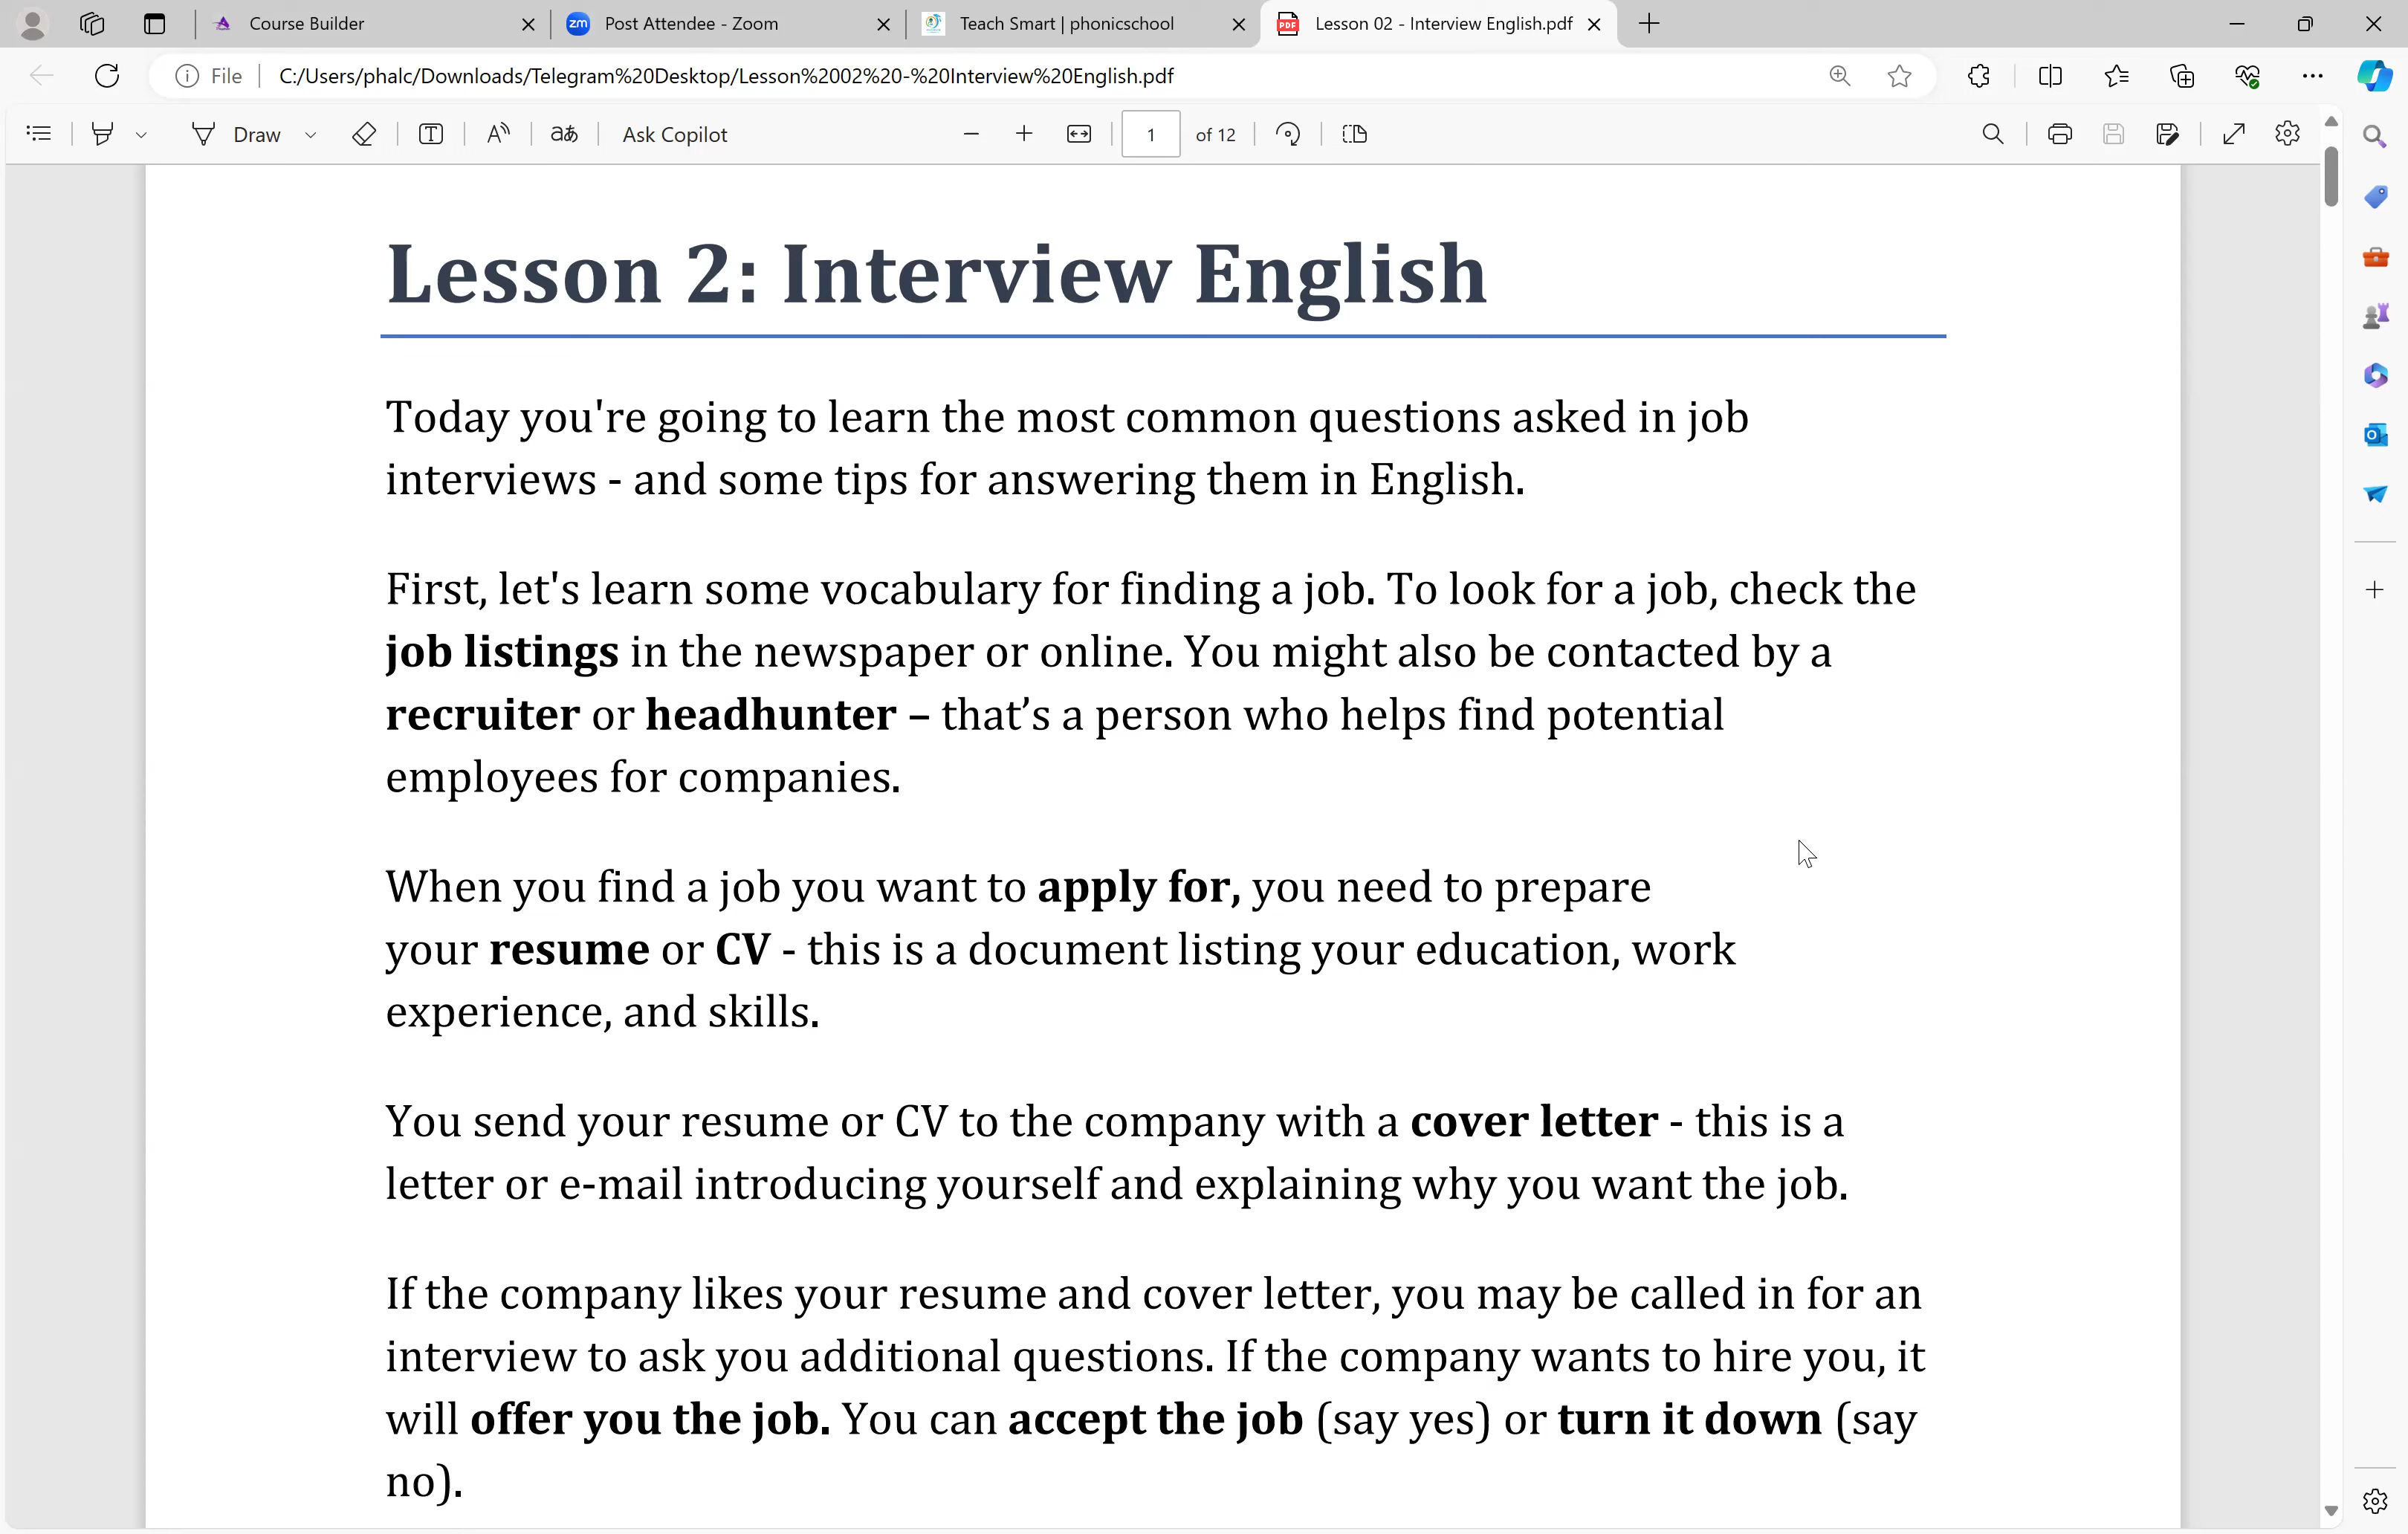 Course Builder
Post Attendee - Zoom
Teach Smart | phonicschool
Lesson 02 - Interview English.pdf
File
C:/Users/phalc/Downloads/Telegram%20Desktop/Lesson%2002%20-%20Interview%20English.pdf
Draw
Ask Copilot
1 of 12
Lesson 2: Interview English
Today you're going to learn the most common questions asked in job
interviews - and some tips for answering them in English.
First, let's learn some vocabulary for finding a job. To look for a job, check the
job listings in the newspaper or online. You might also be contacted by a
recruiter or headhunter – that’s a person who helps find potential
employees for companies.
When you find a job you want to apply for, you need to prepare
your resume or CV - this is a document listing your education, work
experience, and skills.
You send your resume or CV to the company with a cover letter - this is a
letter or e-mail introducing yourself and explaining why you want the job.
If the company likes your resume and cover letter, you may be called in for an
interview to ask you additional questions. If the company wants to hire you, it
will offer you the job. You can accept the job (say yes) or turn it down (say
no).